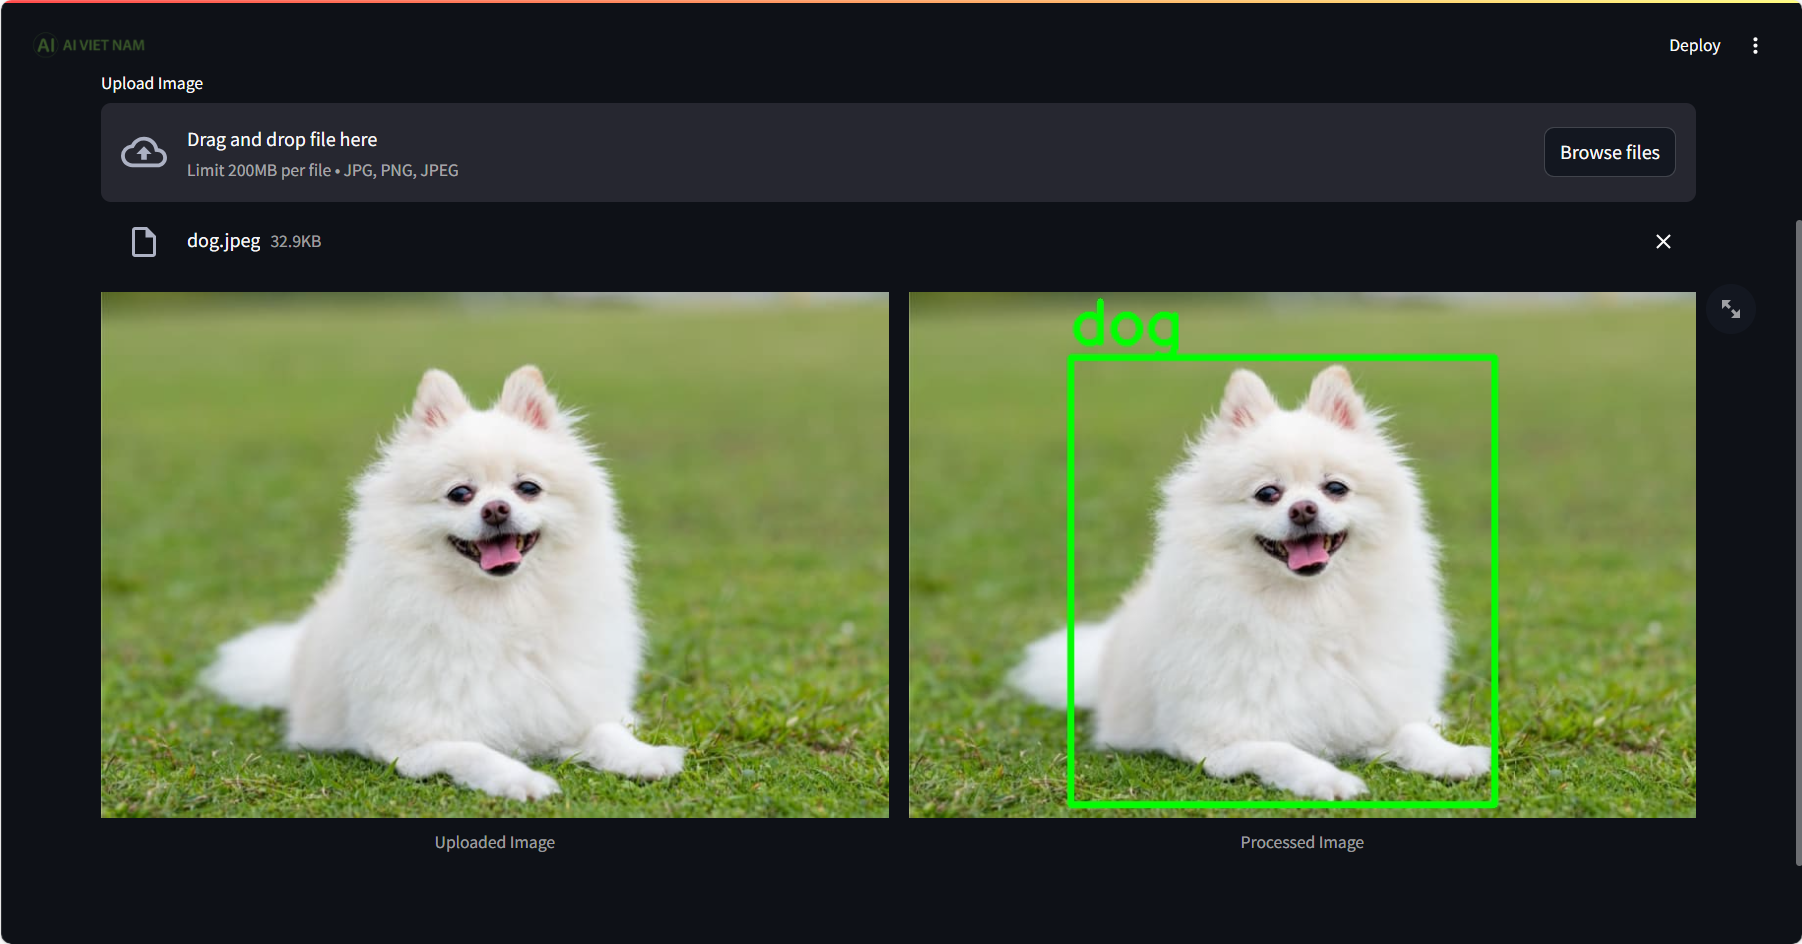 AI AI VIET NAM
Deploy
Upload Image
Drag and drop file here
Limit 200MB per file • JPG, PNG, JPEG
Browse files
dog.jpeg 32.9KB
dog
Uploaded Image
Processed Image